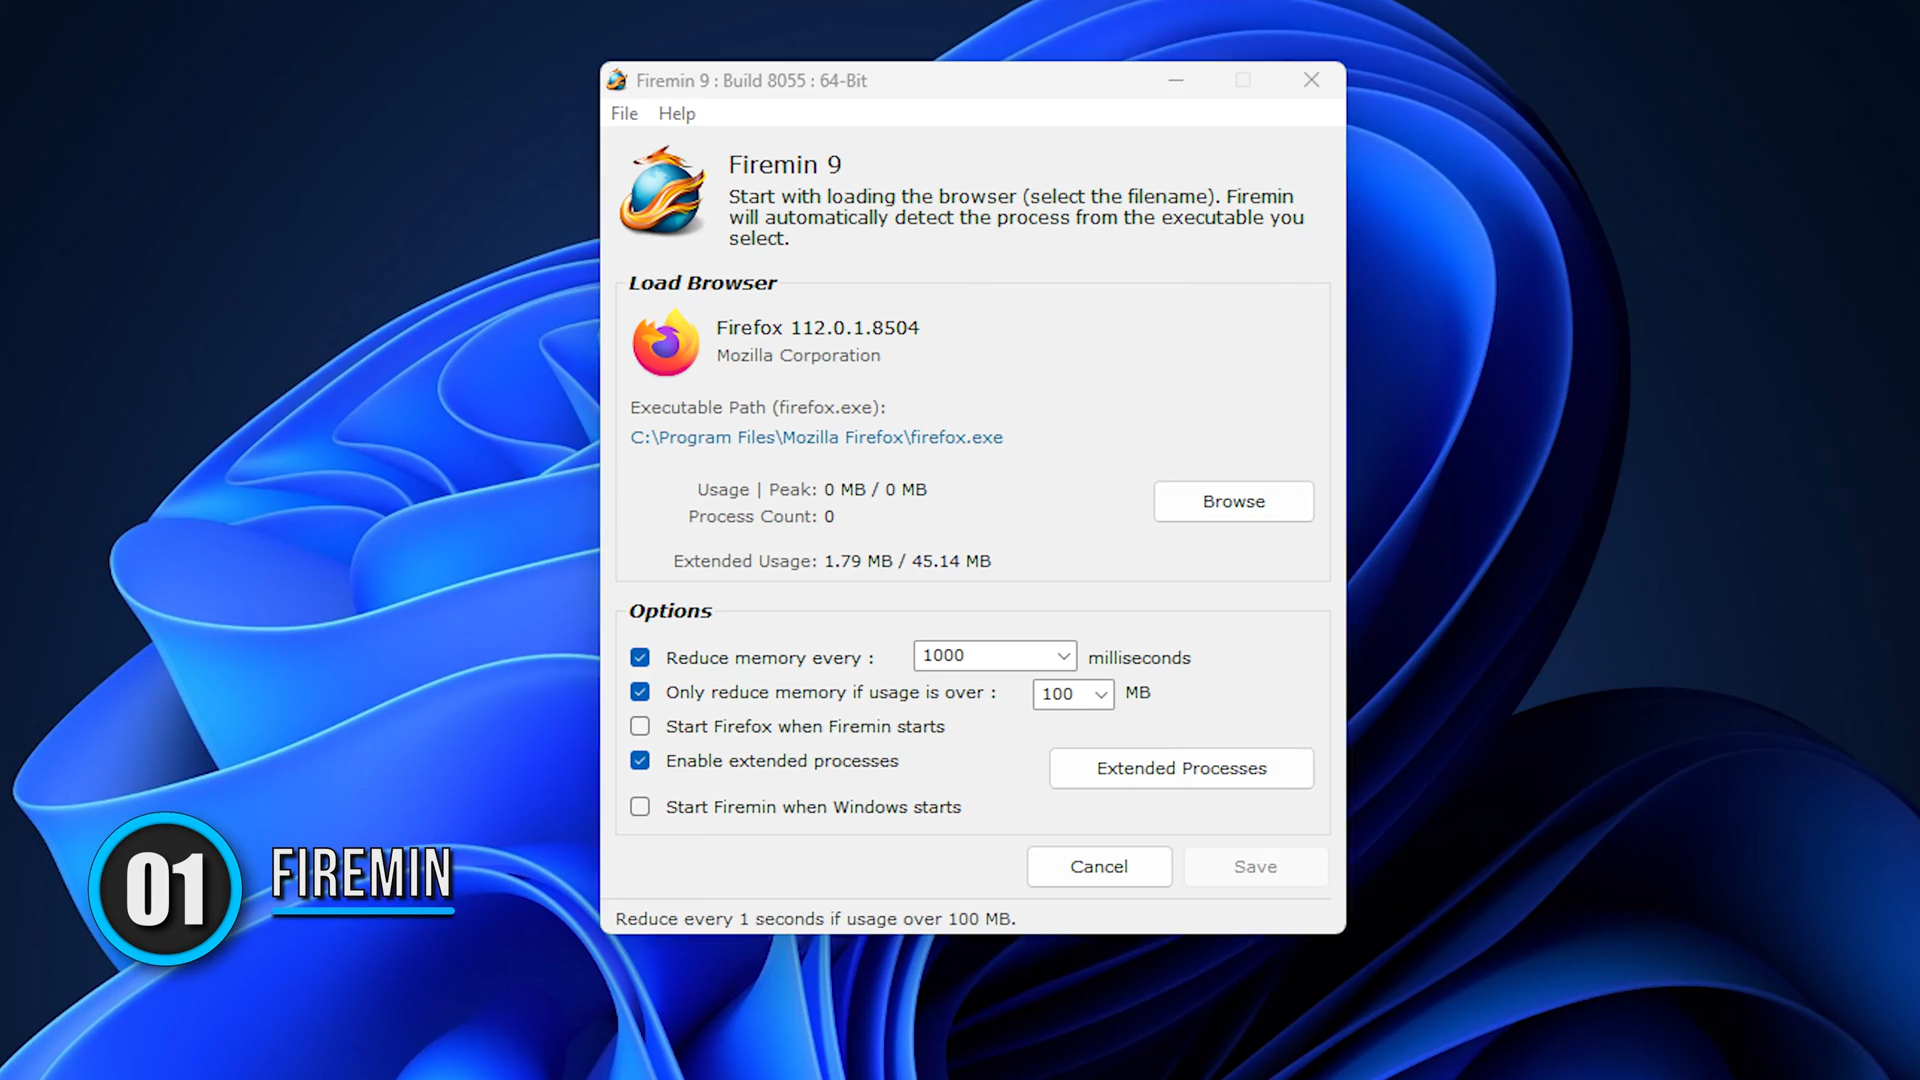 Firemin 9 : Build 8055 : 64-Bit
File Help
Firemin 9
Start with loading the browser (select the filename). Firemin
will automatically detect the process from the executable you
select.
Load Browser
Firefox 112.0.1.8504
Mozilla Corporation
Executable Path (firefox.exe):
C:\Program Files\Mozilla Firefox\firefox.exe
Usage | Peak: 0 MB / 0 MB
Process Count: 0
Browse
Extended Usage: 1.79 MB / 45.14 MB
Options
Reduce memory every : 1000 milliseconds
Only reduce memory if usage is over : 100 MB
Start Firefox when Firemin starts
Enable extended processes
Extended Processes
Start Firemin when Windows starts
Cancel Save
Reduce every 1 seconds if usage over 100 MB.
01 FIREMIN